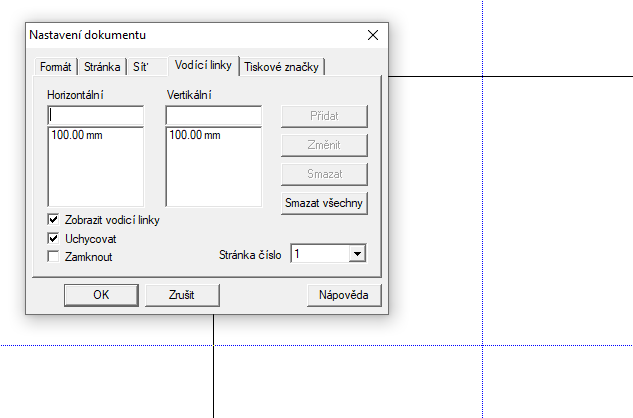 Nastavení dokumentu
Formát Stránka Síť Vodící linky Tiskové značky
Horizontální Vertikální
Přidat
100.00 mm 100.00 mm
Změnit
Smazat
Smazat všechny
Zobrazit vodicí linky
Uchycovat
Zamknout Stránka číslo 1
OK Zrušit Nápověda